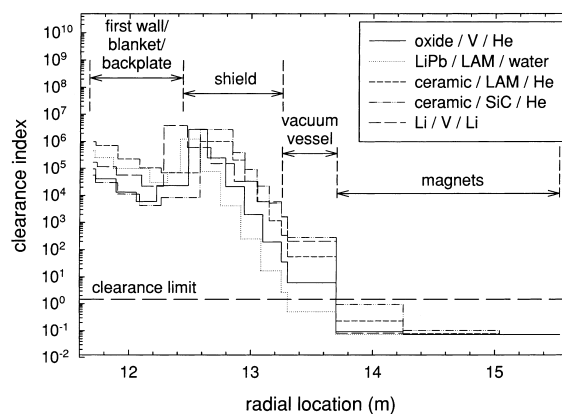 clearance index
10^10
10^9
10^8
10^7
10^6
10^5
10^4
10^3
10^2
10^1
10^0
10^-1
10^-2
first wall/
blanket/
backplate
shield
vacuum
vessel
magnets
clearance limit
oxide / V / He
LiPb / LAM / water
ceramic / LAM / He
ceramic / SiC / He
Li / V / Li
12
13
14
15
radial location (m)